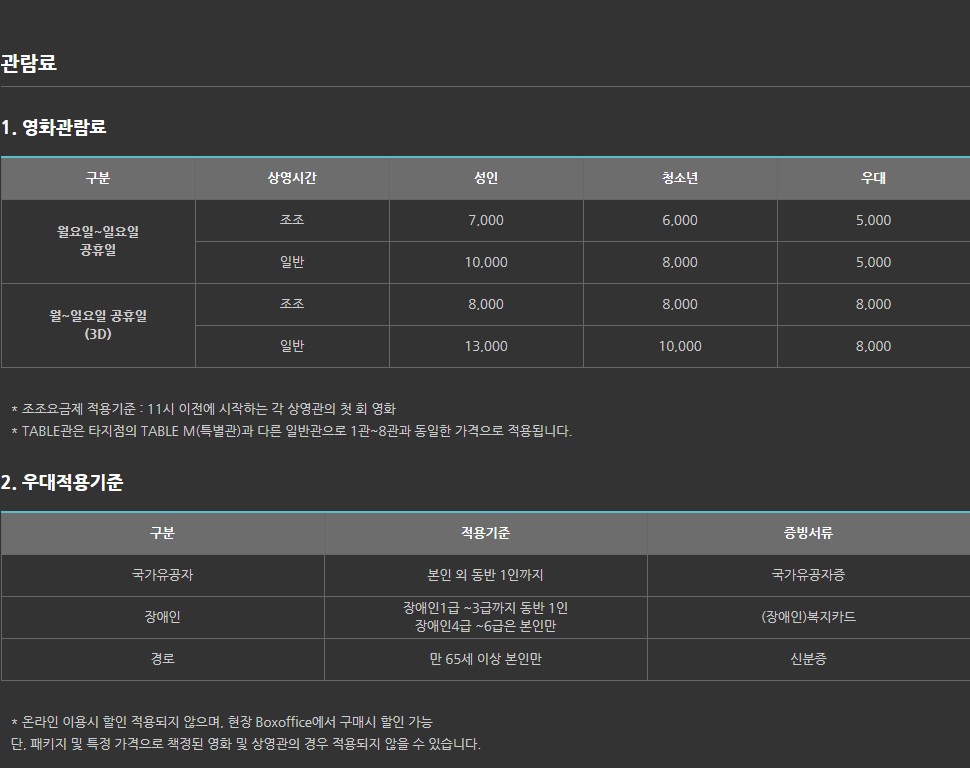 관람료
1. 영화관람료
구분 상영시간 성인 청소년 우대
월요일~일요일
공휴일
조조 7,000 6,000 5,000
일반 10,000 8,000 5,000
월~일요일 공휴일
(3D)
조조 8,000 8,000 8,000
일반 13,000 10,000 8,000
* 조조요금제 적용기준 : 11시 이전에 시작하는 각 상영관의 첫 회 영화
* TABLE관은 타지점의 TABLE M(특별관)과 다른 일반관으로 1관~8관과 동일한 가격으로 적용됩니다.
2. 우대적용기준
구분 적용기준 증빙서류
국가유공자 본인 외 동반 1인까지 국가유공자증
장애인 장애인1급 ~3급까지 동반 1인
장애인4급 ~6급은 본인만
(장애인)복지카드
경로 만 65세 이상 본인만 신분증
* 온라인 이용시 할인 적용되지 않으며, 현장 Boxoffice에서 구매시 할인 가능
단, 패키지 및 특정 가격으로 책정된 영화 및 상영관의 경우 적용되지 않을 수 있습니다.